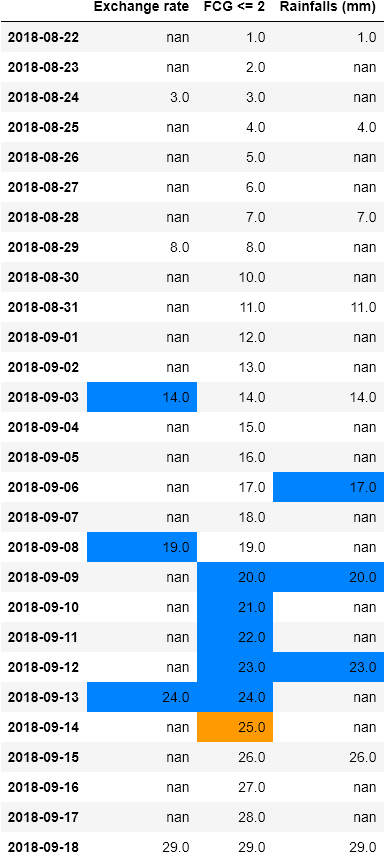 Exchange rate FCG <= 2 Rainfalls (mm)
2018-08-22 nan 1.0 1.0
2018-08-23 nan 2.0 nan
2018-08-24 3.0 3.0 nan
2018-08-25 nan 4.0 4.0
2018-08-26 nan 5.0 nan
2018-08-27 nan 6.0 nan
2018-08-28 nan 7.0 7.0
2018-08-29 8.0 8.0 nan
2018-08-30 nan 10.0 nan
2018-08-31 nan 11.0 11.0
2018-09-01 nan 12.0 nan
2018-09-02 nan 13.0 nan
2018-09-03 14.0 14.0 14.0
2018-09-04 nan 15.0 nan
2018-09-05 nan 16.0 nan
2018-09-06 nan 17.0 17.0
2018-09-07 nan 18.0 nan
2018-09-08 19.0 19.0 nan
2018-09-09 nan 20.0 20.0
2018-09-10 nan 21.0 nan
2018-09-11 nan 22.0 nan
2018-09-12 nan 23.0 23.0
2018-09-13 24.0 24.0 nan
2018-09-14 nan 25.0 nan
2018-09-15 nan 26.0 26.0
2018-09-16 nan 27.0 nan
2018-09-17 nan 28.0 nan
2018-09-18 29.0 29.0 29.0